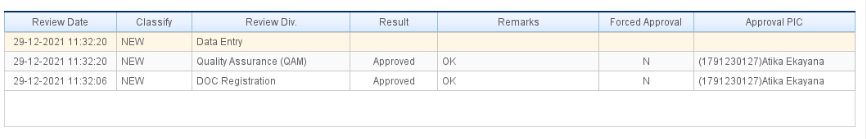 Review Date Classify Review Div. Result Remarks Forced Approval Approval PIC
29-12-2021 11:32:20 NEW Data Entry
29-12-2021 11:32:20 NEW Quality Assurance (QAM) Approved OK N (1791230127)Atika Ekayana
29-12-2021 11:32:06 NEW DOC Registration Approved OK N (1791230127)Atika Ekayana